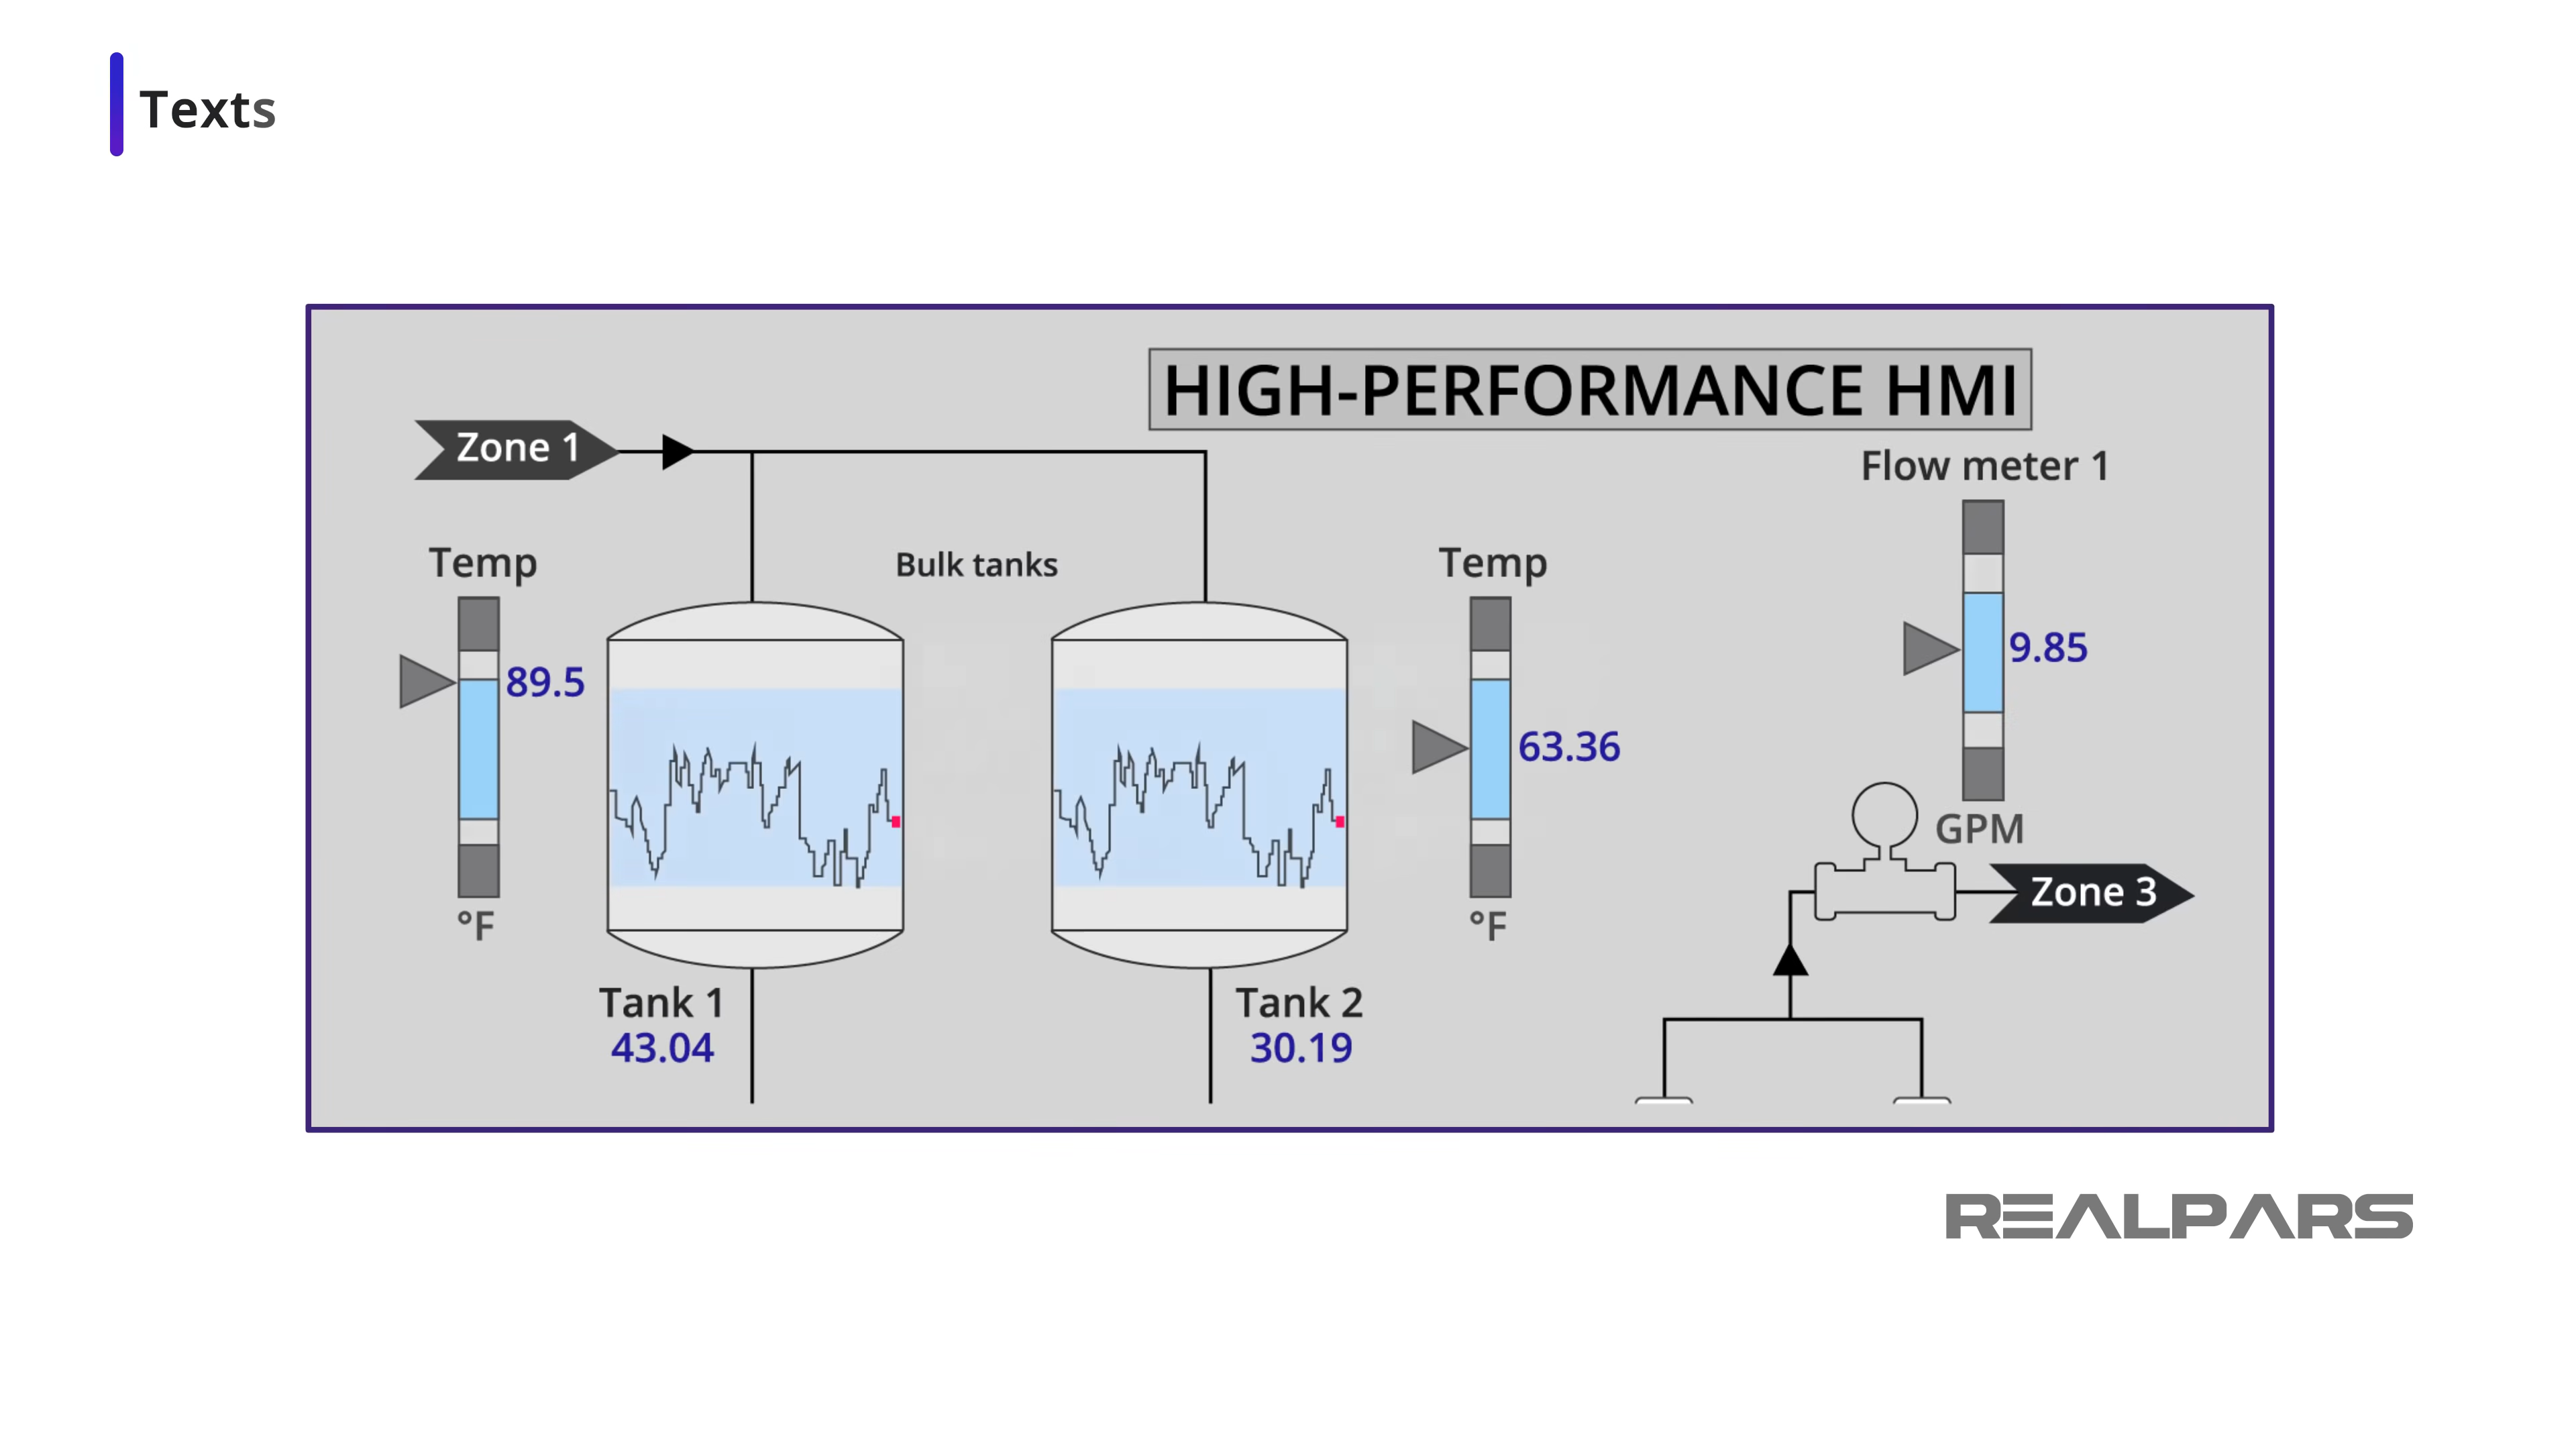 Texts
HIGH-PERFORMANCE HMI
Zone 1
Flow meter 1
Temp
Bulk tanks
Temp
9.85
89.5
63.36
GPM
Zone 3
°F
°F
Tank 1
Tank 2
43.04
30.19
REALPARS